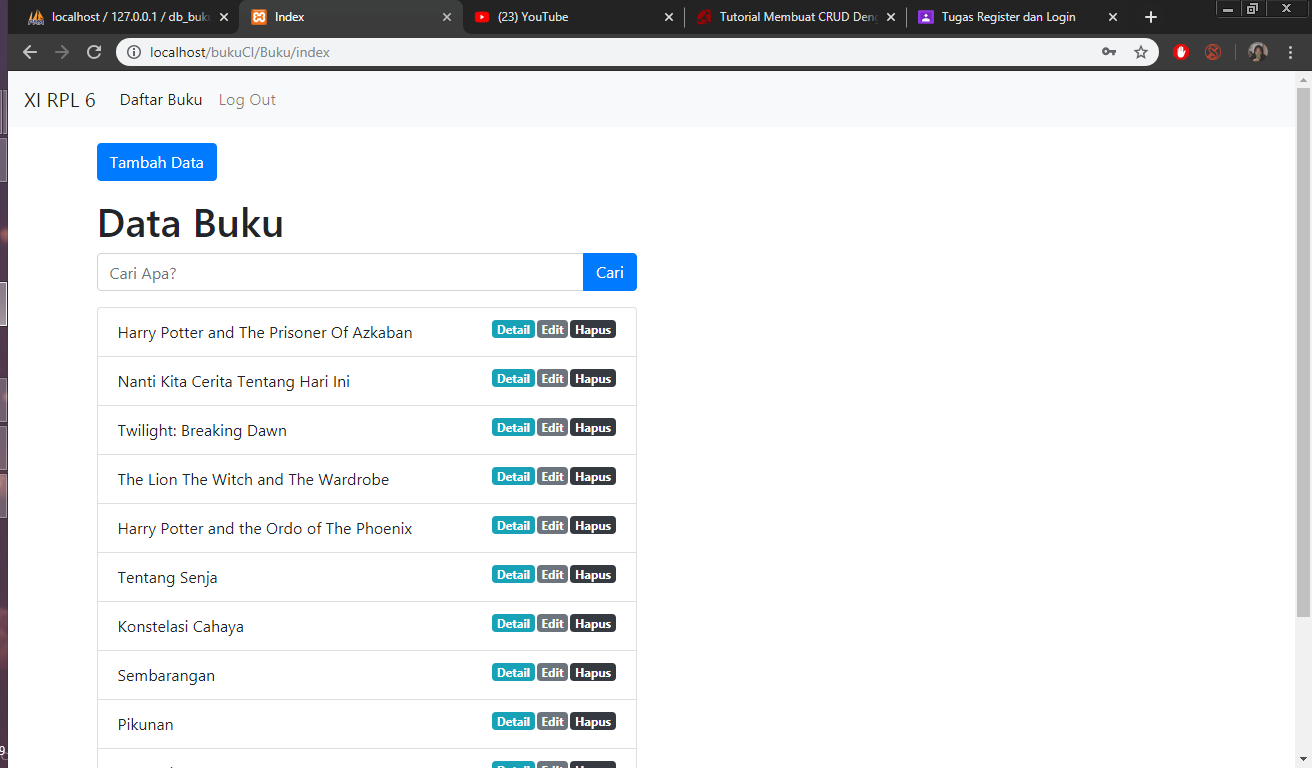 localhost / 127.0.0.1 / db_buku
Index
(23) YouTube
Tutorial Membuat CRUD Deng
Tugas Register dan Login
localhost/bukuCI/Buku/index
XI RPL 6 Daftar Buku Log Out
Tambah Data
Data Buku
Cari Apa? Cari
Harry Potter and The Prisoner Of Azkaban Detail Edit Hapus
Nanti Kita Cerita Tentang Hari Ini Detail Edit Hapus
Twilight: Breaking Dawn Detail Edit Hapus
The Lion The Witch and The Wardrobe Detail Edit Hapus
Harry Potter and the Ordo of The Phoenix Detail Edit Hapus
Tentang Senja Detail Edit Hapus
Konstelasi Cahaya Detail Edit Hapus
Sembarangan Detail Edit Hapus
Pikunan Detail Edit Hapus
Detail Edit Hapus